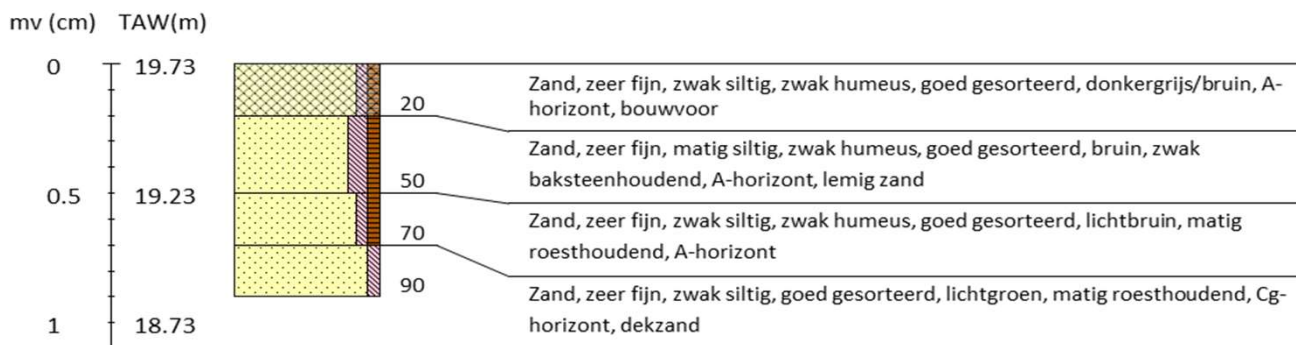 mv (cm) TAW(m)
0 19.73
Zand, zeer fijn, zwak siltig, zwak humeus, goed gesorteerd, donkergrijs/bruin, A-
horizont, bouwvoor
20
Zand, zeer fijn, matig siltig, zwak humeus, goed gesorteerd, bruin, zwak
baksteenhoudend, A-horizont, lemig zand
50
0.5 19.23
Zand, zeer fijn, zwak siltig, zwak humeus, goed gesorteerd, lichtbruin, matig
roesthoudend, A-horizont
70
90
Zand, zeer fijn, zwak siltig, goed gesorteerd, lichtgroen, matig roesthoudend, Cg-
horizont, dekzand
1 18.73